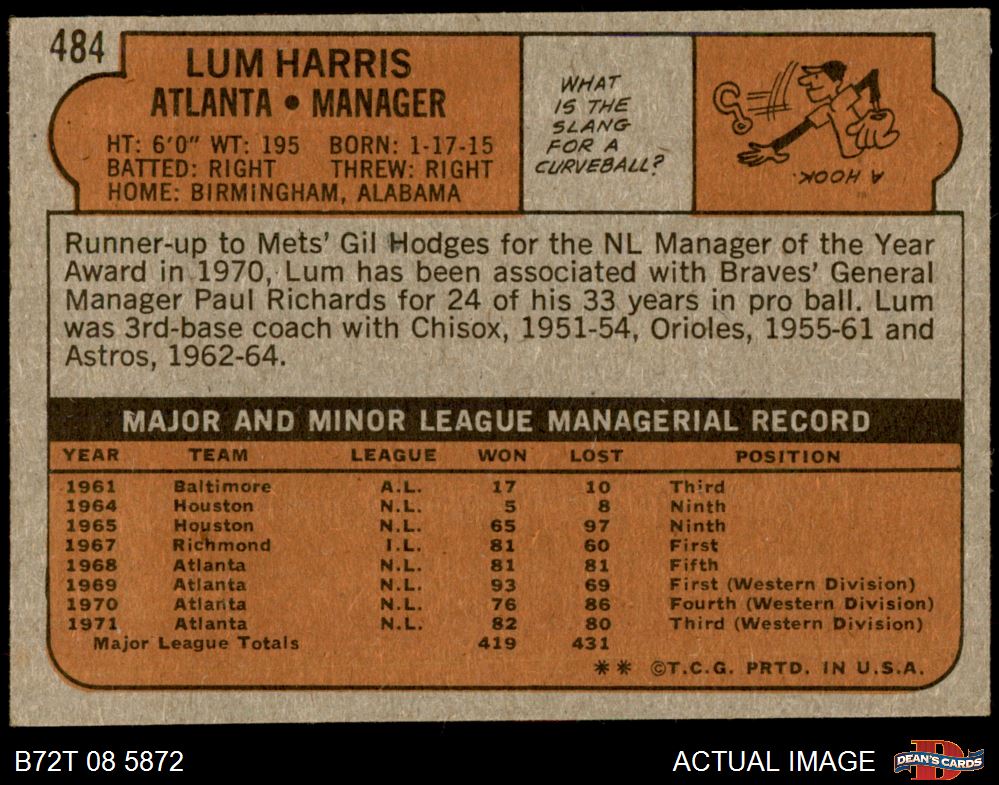 484
LUM HARRIS
ATLANTA • MANAGER
HT: 6'0" WT: 195 BORN: 1-17-15
BATTED: RIGHT THREW: RIGHT
HOME: BIRMINGHAM, ALABAMA
WHAT
IS THE
SLANG
FOR A
CURVEBALL?
A HOOK.
Runner-up to Mets' Gil Hodges for the NL Manager of the Year
Award in 1970, Lum has been associated with Braves' General
Manager Paul Richards for 24 of his 33 years in pro ball. Lum
was 3rd-base coach with Chisox, 1951-54, Orioles, 1955-61 and
Astros, 1962-64.
MAJOR AND MINOR LEAGUE MANAGERIAL RECORD
YEAR TEAM LEAGUE WON LOST POSITION
1961 Baltimore A.L. 17 10 Third
1964 Houston N.L. 5 8 Ninth
1965 Houston N.L. 65 97 Ninth
1967 Richmond I.L. 81 60 First
1968 Atlanta N.L. 81 81 Fifth
1969 Atlanta N.L. 93 69 First (Western Division)
1970 Atlanta N.L. 76 86 Fourth (Western Division)
1971 Atlanta N.L. 82 80 Third (Western Division)
Major League Totals 419 431
** ©T.C.G. PRTD. IN U.S.A.
B72T 08 5872 ACTUAL IMAGE
DEAN'S CARDS